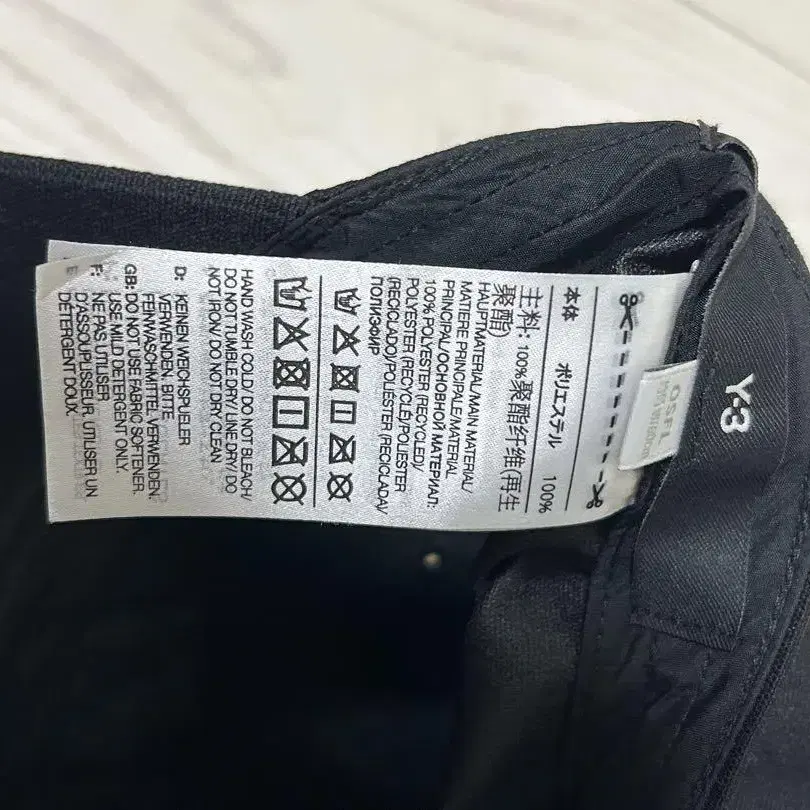 Y-3
OSFL
本体 ポリエステル 100%
主料: 100%聚酯纤维(再生
聚酯)
HAUPTMATERIAL/MAIN MATERIAL/
MATIERE PRINCIPALE/MATERIAL
PRINCIPAL/ОСНОВНОЙ МАТЕРИАЛ:
100% POLYESTER (RECYCLED)/
POLYESTER (RECYCLE)/POLIESTER
(RECICLADO)/POLIÉSTER (RECICLADA)/
ПОЛИЭФИР
HAND WASH COLD/ DO NOT BLEACH/
DO NOT TUMBLE DRY/ LINE DRY/ DO
NOT IRON/ DO NOT DRY CLEAN
D: KEINEN WEICHSPUELER
VERWENDEN. BITTE
FEINWASCHMITTEL VERWENDEN.
GB: DO NOT USE FABRIC SOFTENER.
USE MILD DETERGENT ONLY.
F: NE PAS UTILISER
D'ASSOUPLISSEUR, UTILISER UN
DETERGENT DOUX.